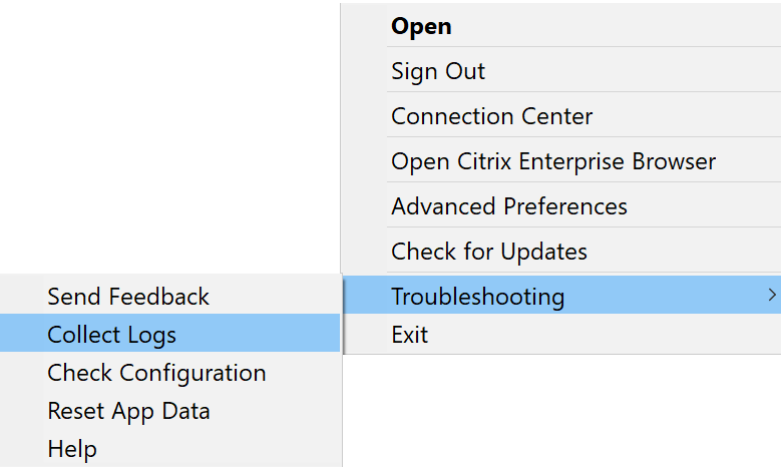 Open
Sign Out
Connection Center
Open Citrix Enterprise Browser
Advanced Preferences
Check for Updates
Troubleshooting
Exit
Send Feedback
Collect Logs
Check Configuration
Reset App Data
Help